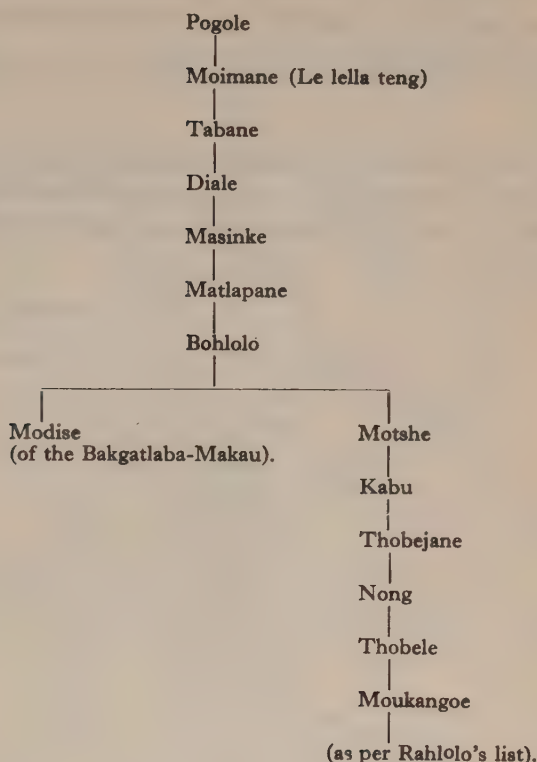 Pogole
Moimane (Le lella teng)
Tabane
Diale
Masinke
Matlapane
Bohlolo
Modise
(of the Bakgatlaba-Makau).
Motshe
Kabu
Thobejane
Nong
Thobele
Moukangoe
(as per Rahlolo's list).